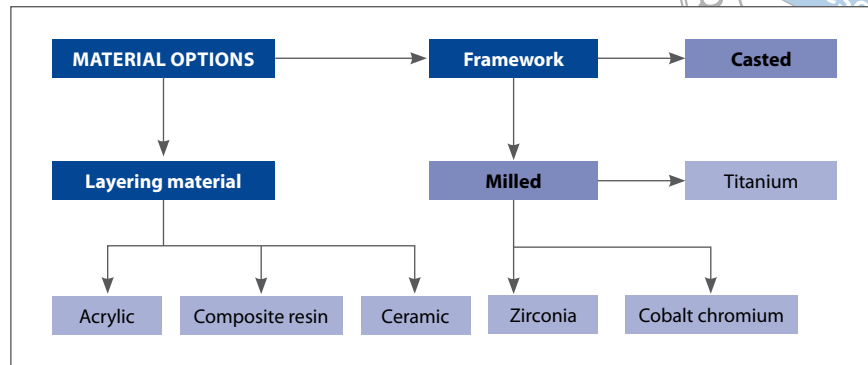 MATERIAL OPTIONS
Framework
Casted
Layering material
Milled
Titanium
Acrylic
Composite resin
Ceramic
Zirconia
Cobalt chromium